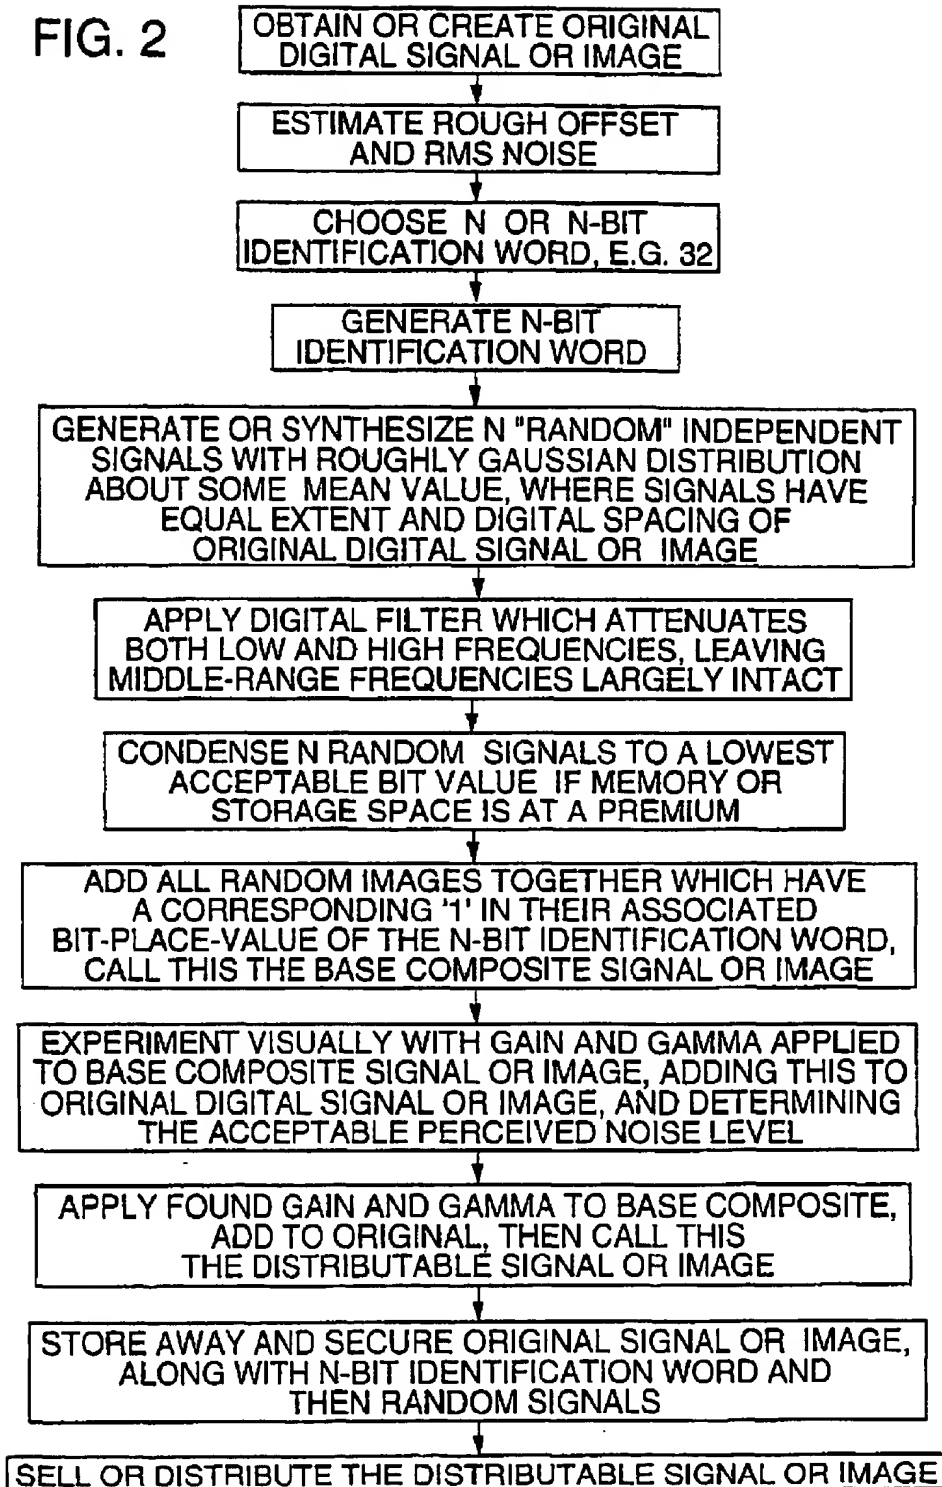 FIG. 2
OBTAIN OR CREATE ORIGINAL
DIGITAL SIGNAL OR IMAGE
ESTIMATE ROUGH OFFSET
AND RMS NOISE
CHOOSE N OR N-BIT
IDENTIFICATION WORD, E.G. 32
GENERATE N-BIT
IDENTIFICATION WORD
GENERATE OR SYNTHESIZE N "RANDOM" INDEPENDENT
SIGNALS WITH ROUGHLY GAUSSIAN DISTRIBUTION
ABOUT SOME MEAN VALUE, WHERE SIGNALS HAVE
EQUAL EXTENT AND DIGITAL SPACING OF
ORIGINAL DIGITAL SIGNAL OR IMAGE
APPLY DIGITAL FILTER WHICH ATTENUATES
BOTH LOW AND HIGH FREQUENCIES, LEAVING
MIDDLE-RANGE FREQUENCIES LARGELY INTACT
CONDENSE N RANDOM SIGNALS TO A LOWEST
ACCEPTABLE BIT VALUE IF MEMORY OR
STORAGE SPACE IS AT A PREMIUM
ADD ALL RANDOM IMAGES TOGETHER WHICH HAVE
A CORRESPONDING '1' IN THEIR ASSOCIATED
BIT-PLACE-VALUE OF THE N-BIT IDENTIFICATION WORD,
CALL THIS THE BASE COMPOSITE SIGNAL OR IMAGE
EXPERIMENT VISUALLY WITH GAIN AND GAMMA APPLIED
TO BASE COMPOSITE SIGNAL OR IMAGE, ADDING THIS TO
ORIGINAL DIGITAL SIGNAL OR IMAGE, AND DETERMINING
THE ACCEPTABLE PERCEIVED NOISE LEVEL
APPLY FOUND GAIN AND GAMMA TO BASE COMPOSITE,
ADD TO ORIGINAL, THEN CALL THIS
THE DISTRIBUTABLE SIGNAL OR IMAGE
STORE AWAY AND SECURE ORIGINAL SIGNAL OR IMAGE,
ALONG WITH N-BIT IDENTIFICATION WORD AND
THEN RANDOM SIGNALS
SELL OR DISTRIBUTE THE DISTRIBUTABLE SIGNAL OR IMAGE